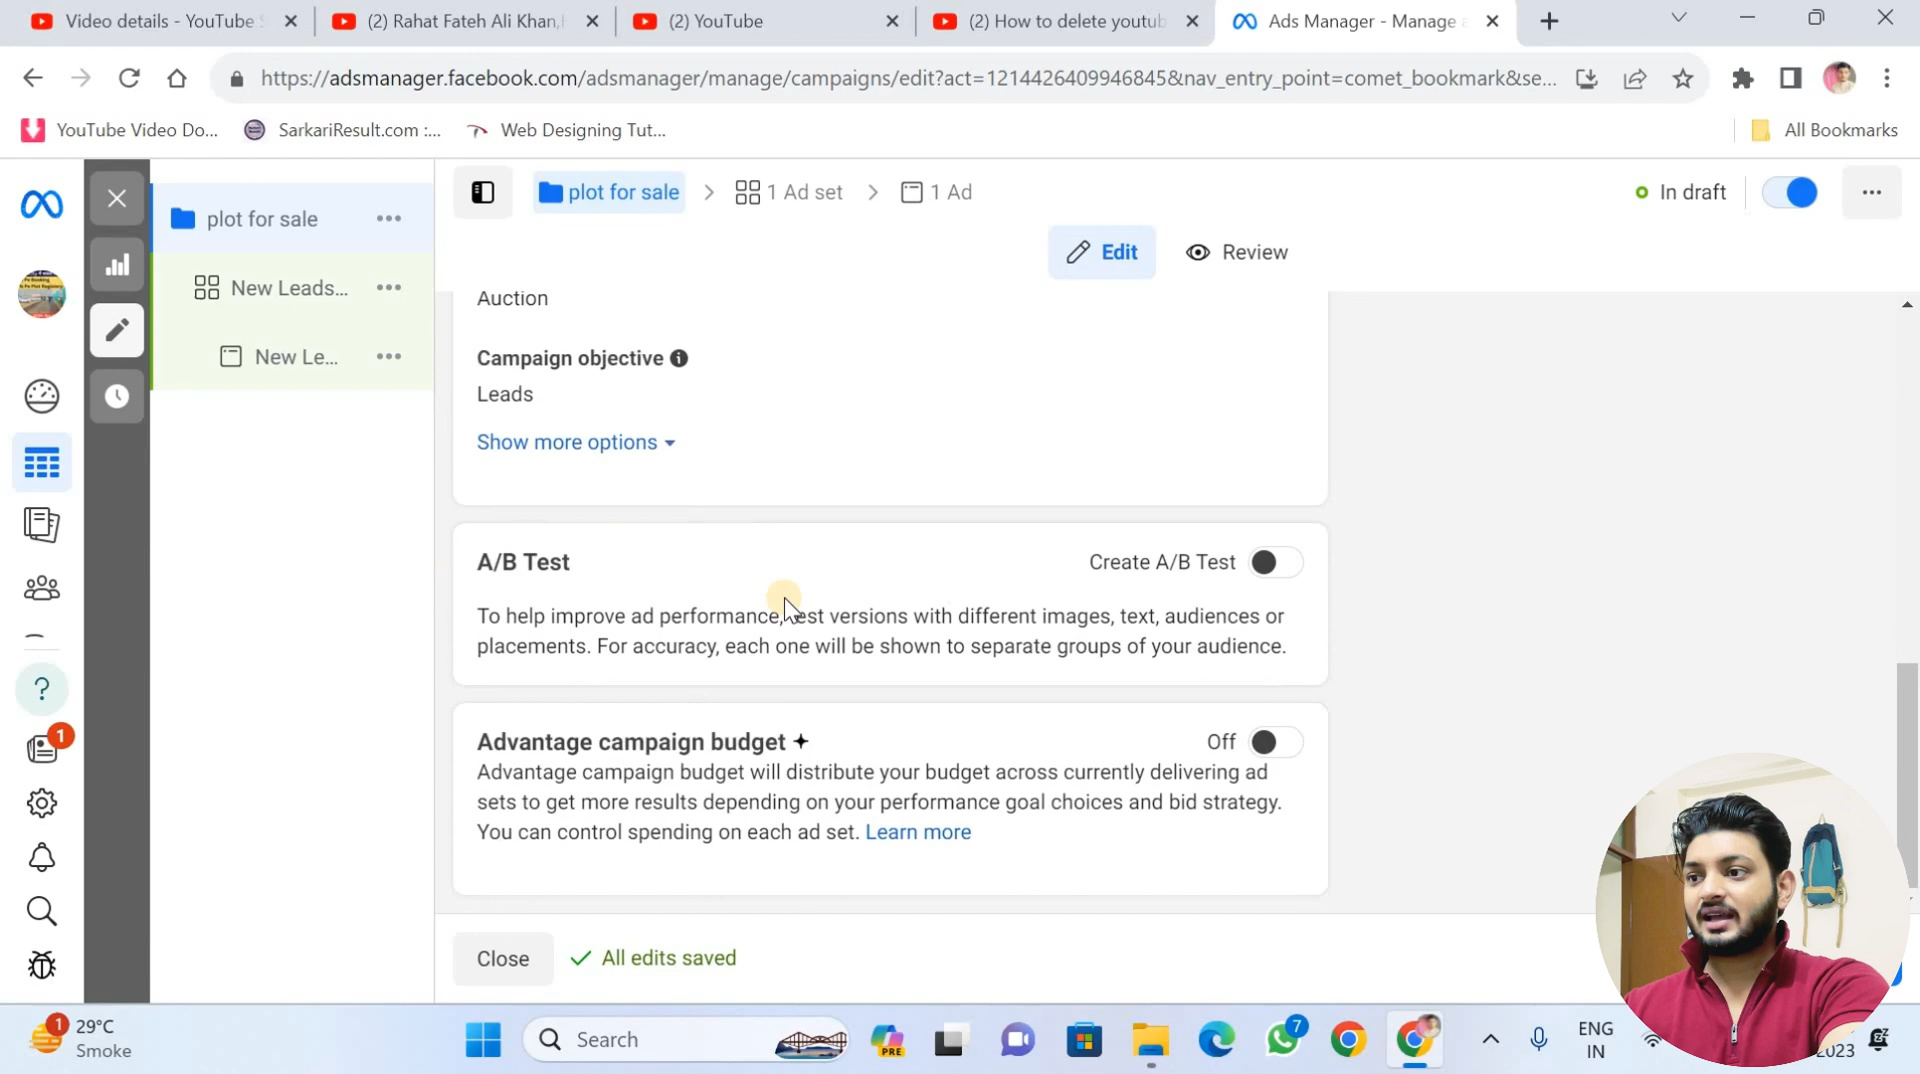 Video details - YouTube S
(2) Rahat Fateh Ali Khan,
(2) YouTube
(2) How to delete youtub
Ads Manager - Manage a
https://adsmanager.facebook.com/adsmanager/manage/campaigns/edit?act=1214426409946845&nav_entry_point=comet_bookmark&se...
YouTube Video Do...
SarkariResult.com :...
Web Designing Tut...
All Bookmarks
plot for sale
New Leads...
New Le...
plot for sale
1 Ad set
1 Ad
In draft
Edit
Review
Auction
Campaign objective
Leads
Show more options
A/B Test
Create A/B Test
To help improve ad performance, test versions with different images, text, audiences or
placements. For accuracy, each one will be shown to separate groups of your audience.
Advantage campaign budget
Off
Advantage campaign budget will distribute your budget across currently delivering ad
sets to get more results depending on your performance goal choices and bid strategy.
You can control spending on each ad set. Learn more
1
Close
All edits saved
1
29°C
Smoke
Search
PRE
7
ENG
IN
2023